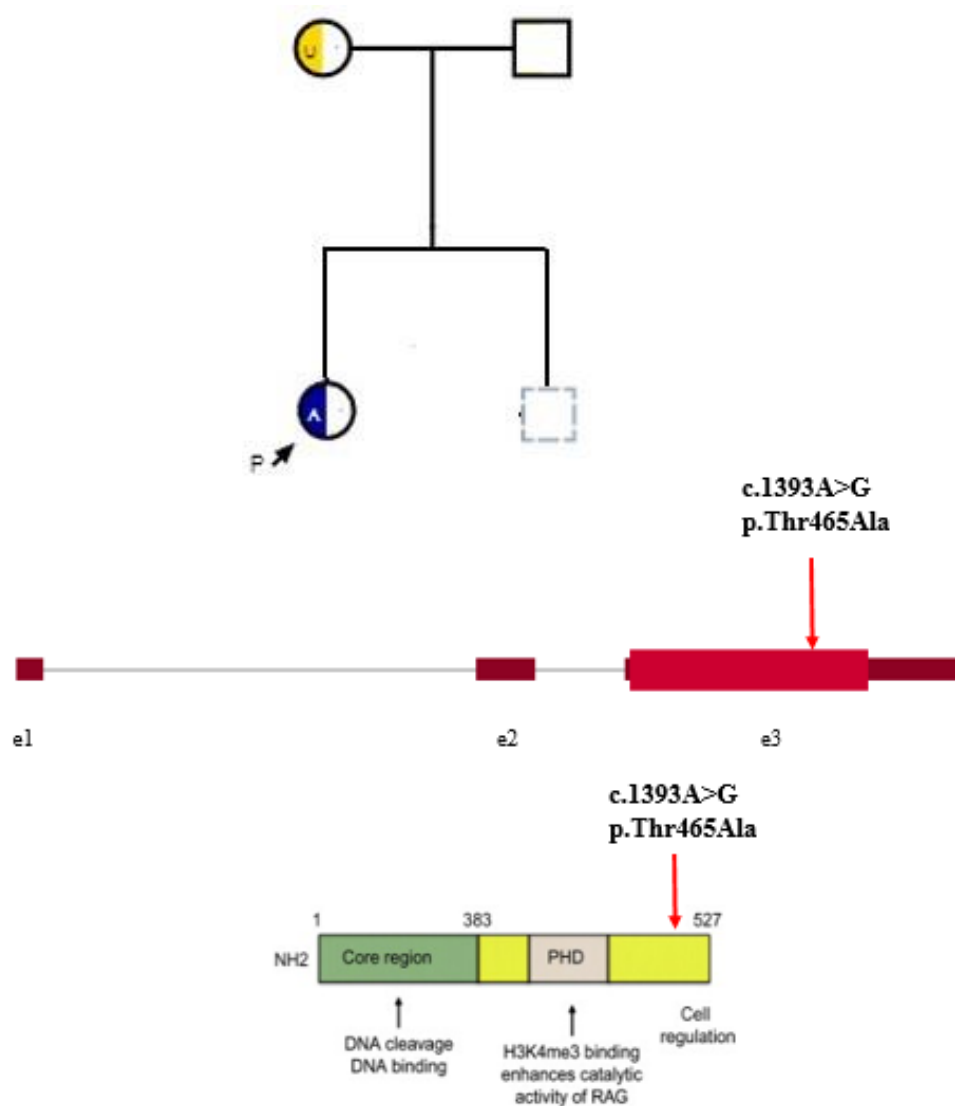 U
A
P
c.1393A>G
p.Thr465Ala
e1 e2 e3
c.1393A>G
p.Thr465Ala
1 383 527
NH2 Core region PHD
DNA cleavage
DNA binding
H3K4me3 binding
enhances catalytic
activity of RAG
Cell
regulation